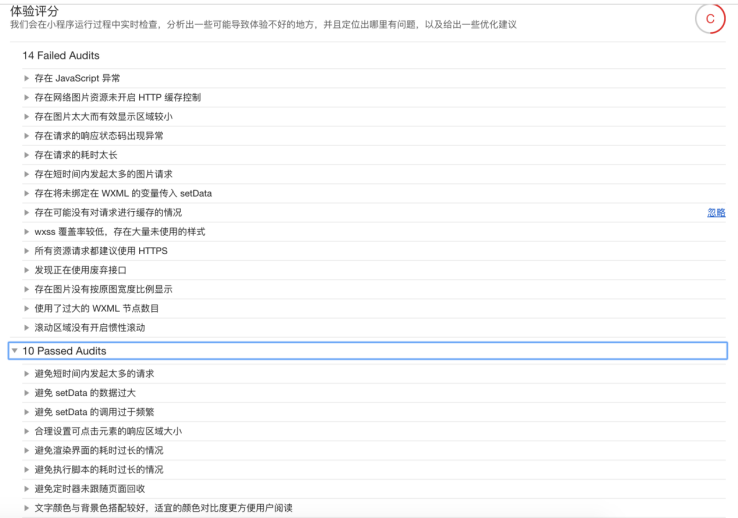 体验评分
我们会在小程序运行过程中实时检查，分析出一些可能导致体验不好的地方，并且定位出哪里有问题，以及给出一些优化建议
C
14 Failed Audits
存在 JavaScript 异常
存在网络图片资源未开启 HTTP 缓存控制
存在图片太大而有效显示区域较小
存在请求的响应状态码出现异常
存在请求的耗时太长
存在短时间内发起太多的图片请求
存在将未绑定在 WXML 的变量传入 setData
存在可能没有对请求进行缓存的情况 忽略
wxss 覆盖率较低，存在大量未使用的样式
所有资源请求都建议使用 HTTPS
发现正在使用废弃接口
存在图片没有按原图宽度比例显示
使用了过大的 WXML 节点数目
滚动区域没有开启惯性滚动
10 Passed Audits
避免短时间内发起太多的请求
避免 setData 的数据过大
避免 setData 的调用过于频繁
合理设置可点击元素的响应区域大小
避免渲染界面的耗时过长的情况
避免执行脚本的耗时过长的情况
避免定时器未跟随页面回收
文字颜色与背景色搭配较好，适宜的颜色对比度更方便用户阅读